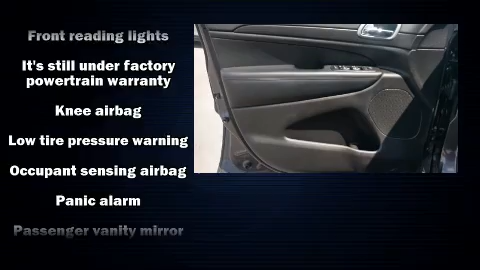 Front reading lights
It's still under factory
powertrain warranty
Knee airbag
Low tire pressure warning
Occupant sensing airbag
Panic alarm
Passenger vanity mirror